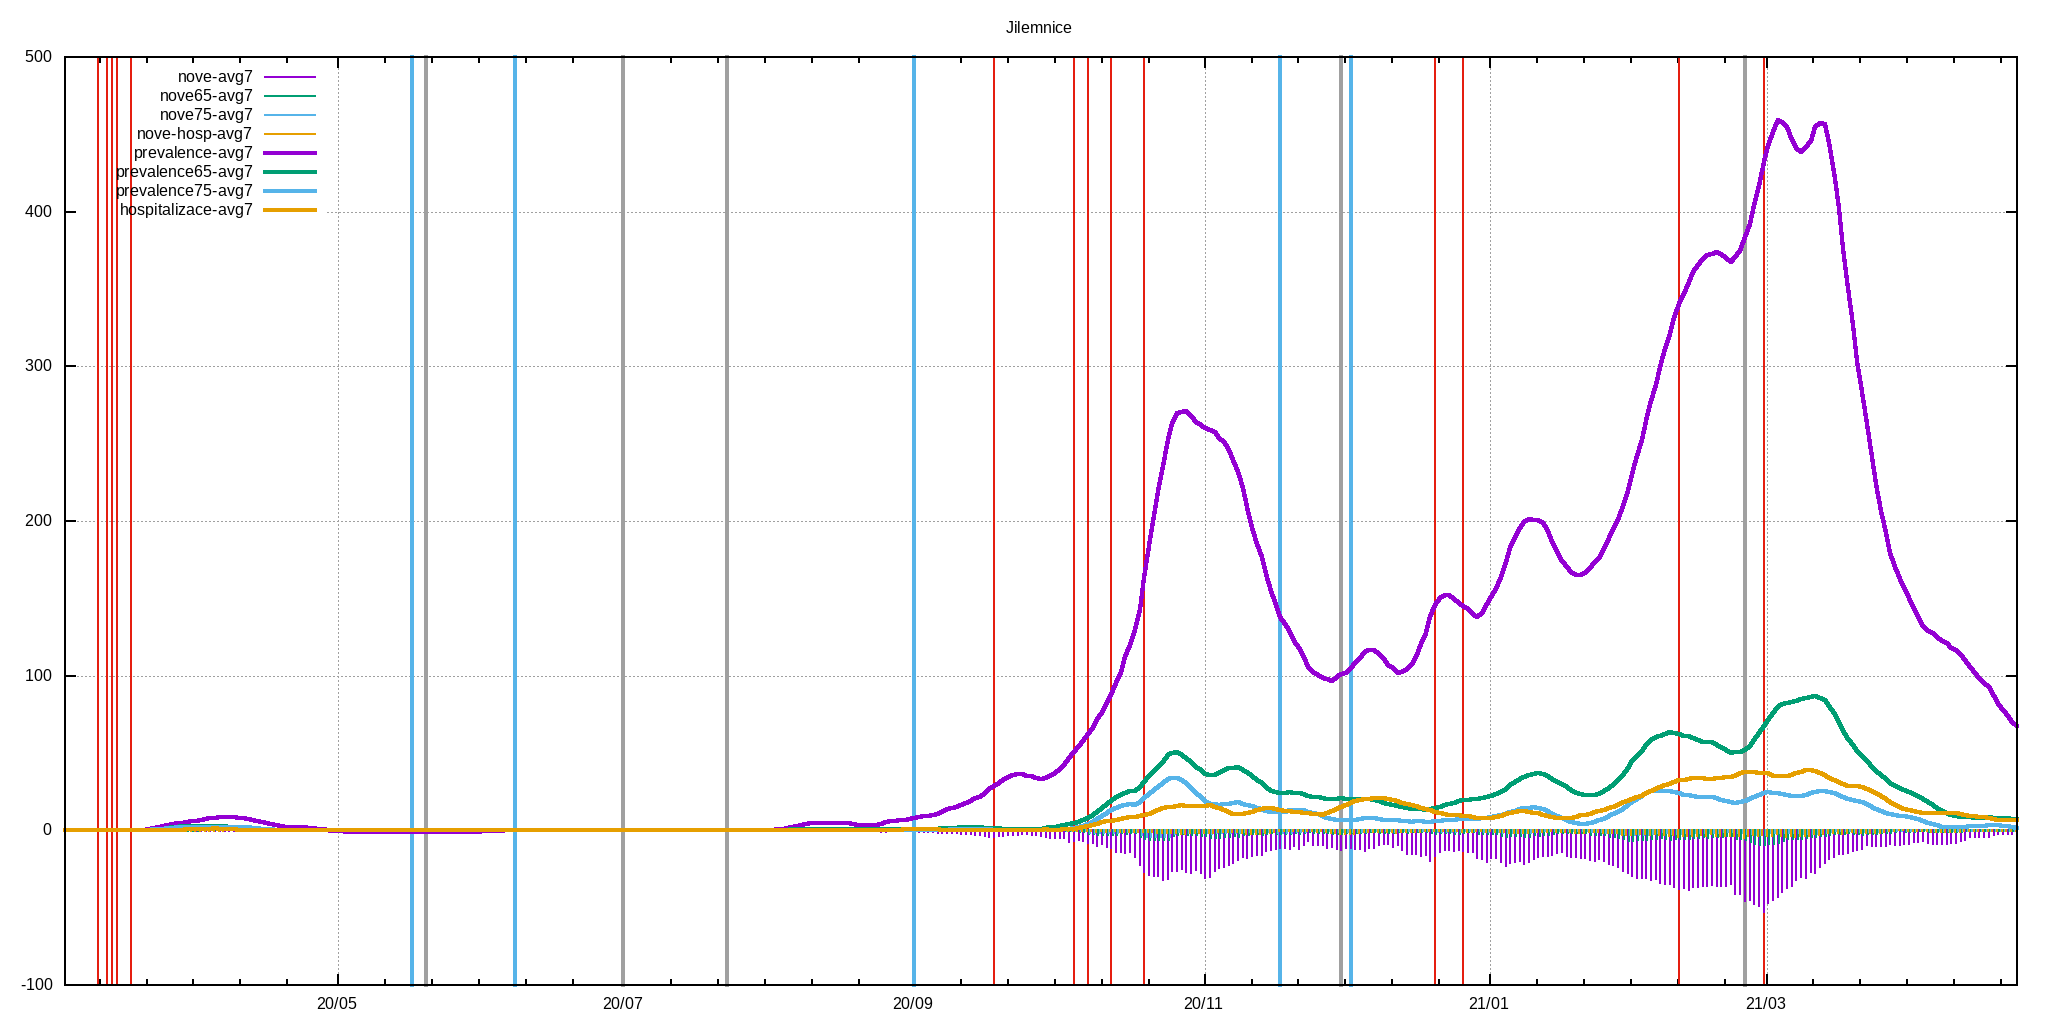 Jilemnice
500
400
300
200
100
0
-100
nove-avg7
nove65-avg7
nove75-avg7
nove-hosp-avg7
prevalence-avg7
prevalence65-avg7
prevalence75-avg7
hospitalizace-avg7
20/05 20/07 20/09 20/11 21/01 21/03